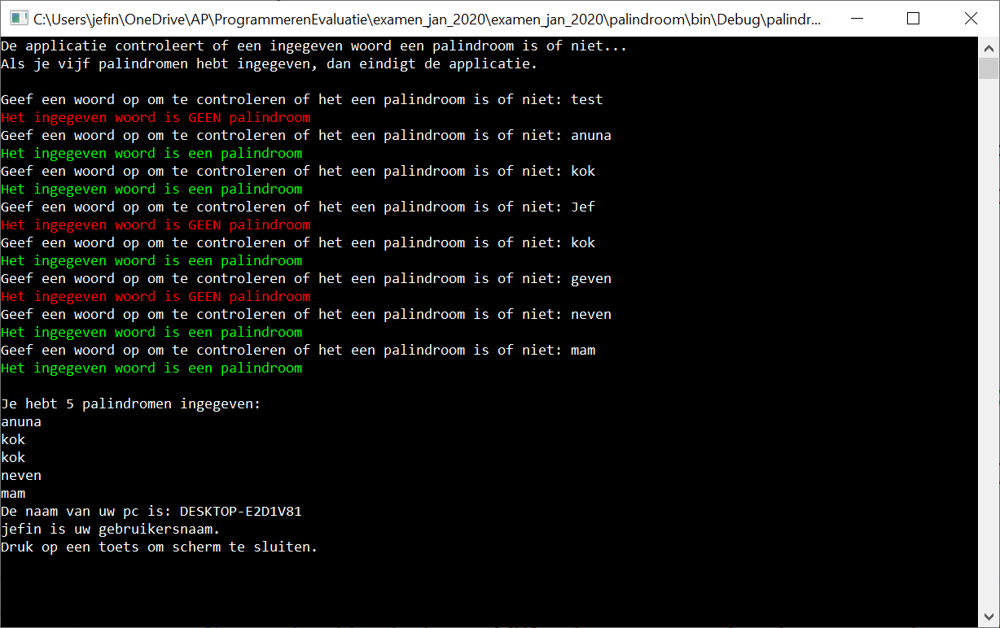 C:\Users\jefin\OneDrive\AP\ProgrammerenEvaluatie\examen_jan_2020\examen_jan_2020\palindroom\bin\Debug\palindr...
De applicatie controleert of een ingegeven woord een palindroom is of niet...
Als je vijf palindromen hebt ingegeven, dan eindigt de applicatie.
Geef een woord op om te controleren of het een palindroom is of niet: test
Het ingegeven woord is GEEN palindroom
Geef een woord op om te controleren of het een palindroom is of niet: anuna
Het ingegeven woord is een palindroom
Geef een woord op om te controleren of het een palindroom is of niet: kok
Het ingegeven woord is een palindroom
Geef een woord op om te controleren of het een palindroom is of niet: Jef
Het ingegeven woord is GEEN palindroom
Geef een woord op om te controleren of het een palindroom is of niet: kok
Het ingegeven woord is een palindroom
Geef een woord op om te controleren of het een palindroom is of niet: geven
Het ingegeven woord is GEEN palindroom
Geef een woord op om te controleren of het een palindroom is of niet: neven
Het ingegeven woord is een palindroom
Geef een woord op om te controleren of het een palindroom is of niet: mam
Het ingegeven woord is een palindroom
Je hebt 5 palindromen ingegeven:
anuna
kok
kok
neven
mam
De naam van uw pc is: DESKTOP-E2D1V81
jefin is uw gebruikersnaam.
Druk op een toets om scherm te sluiten.